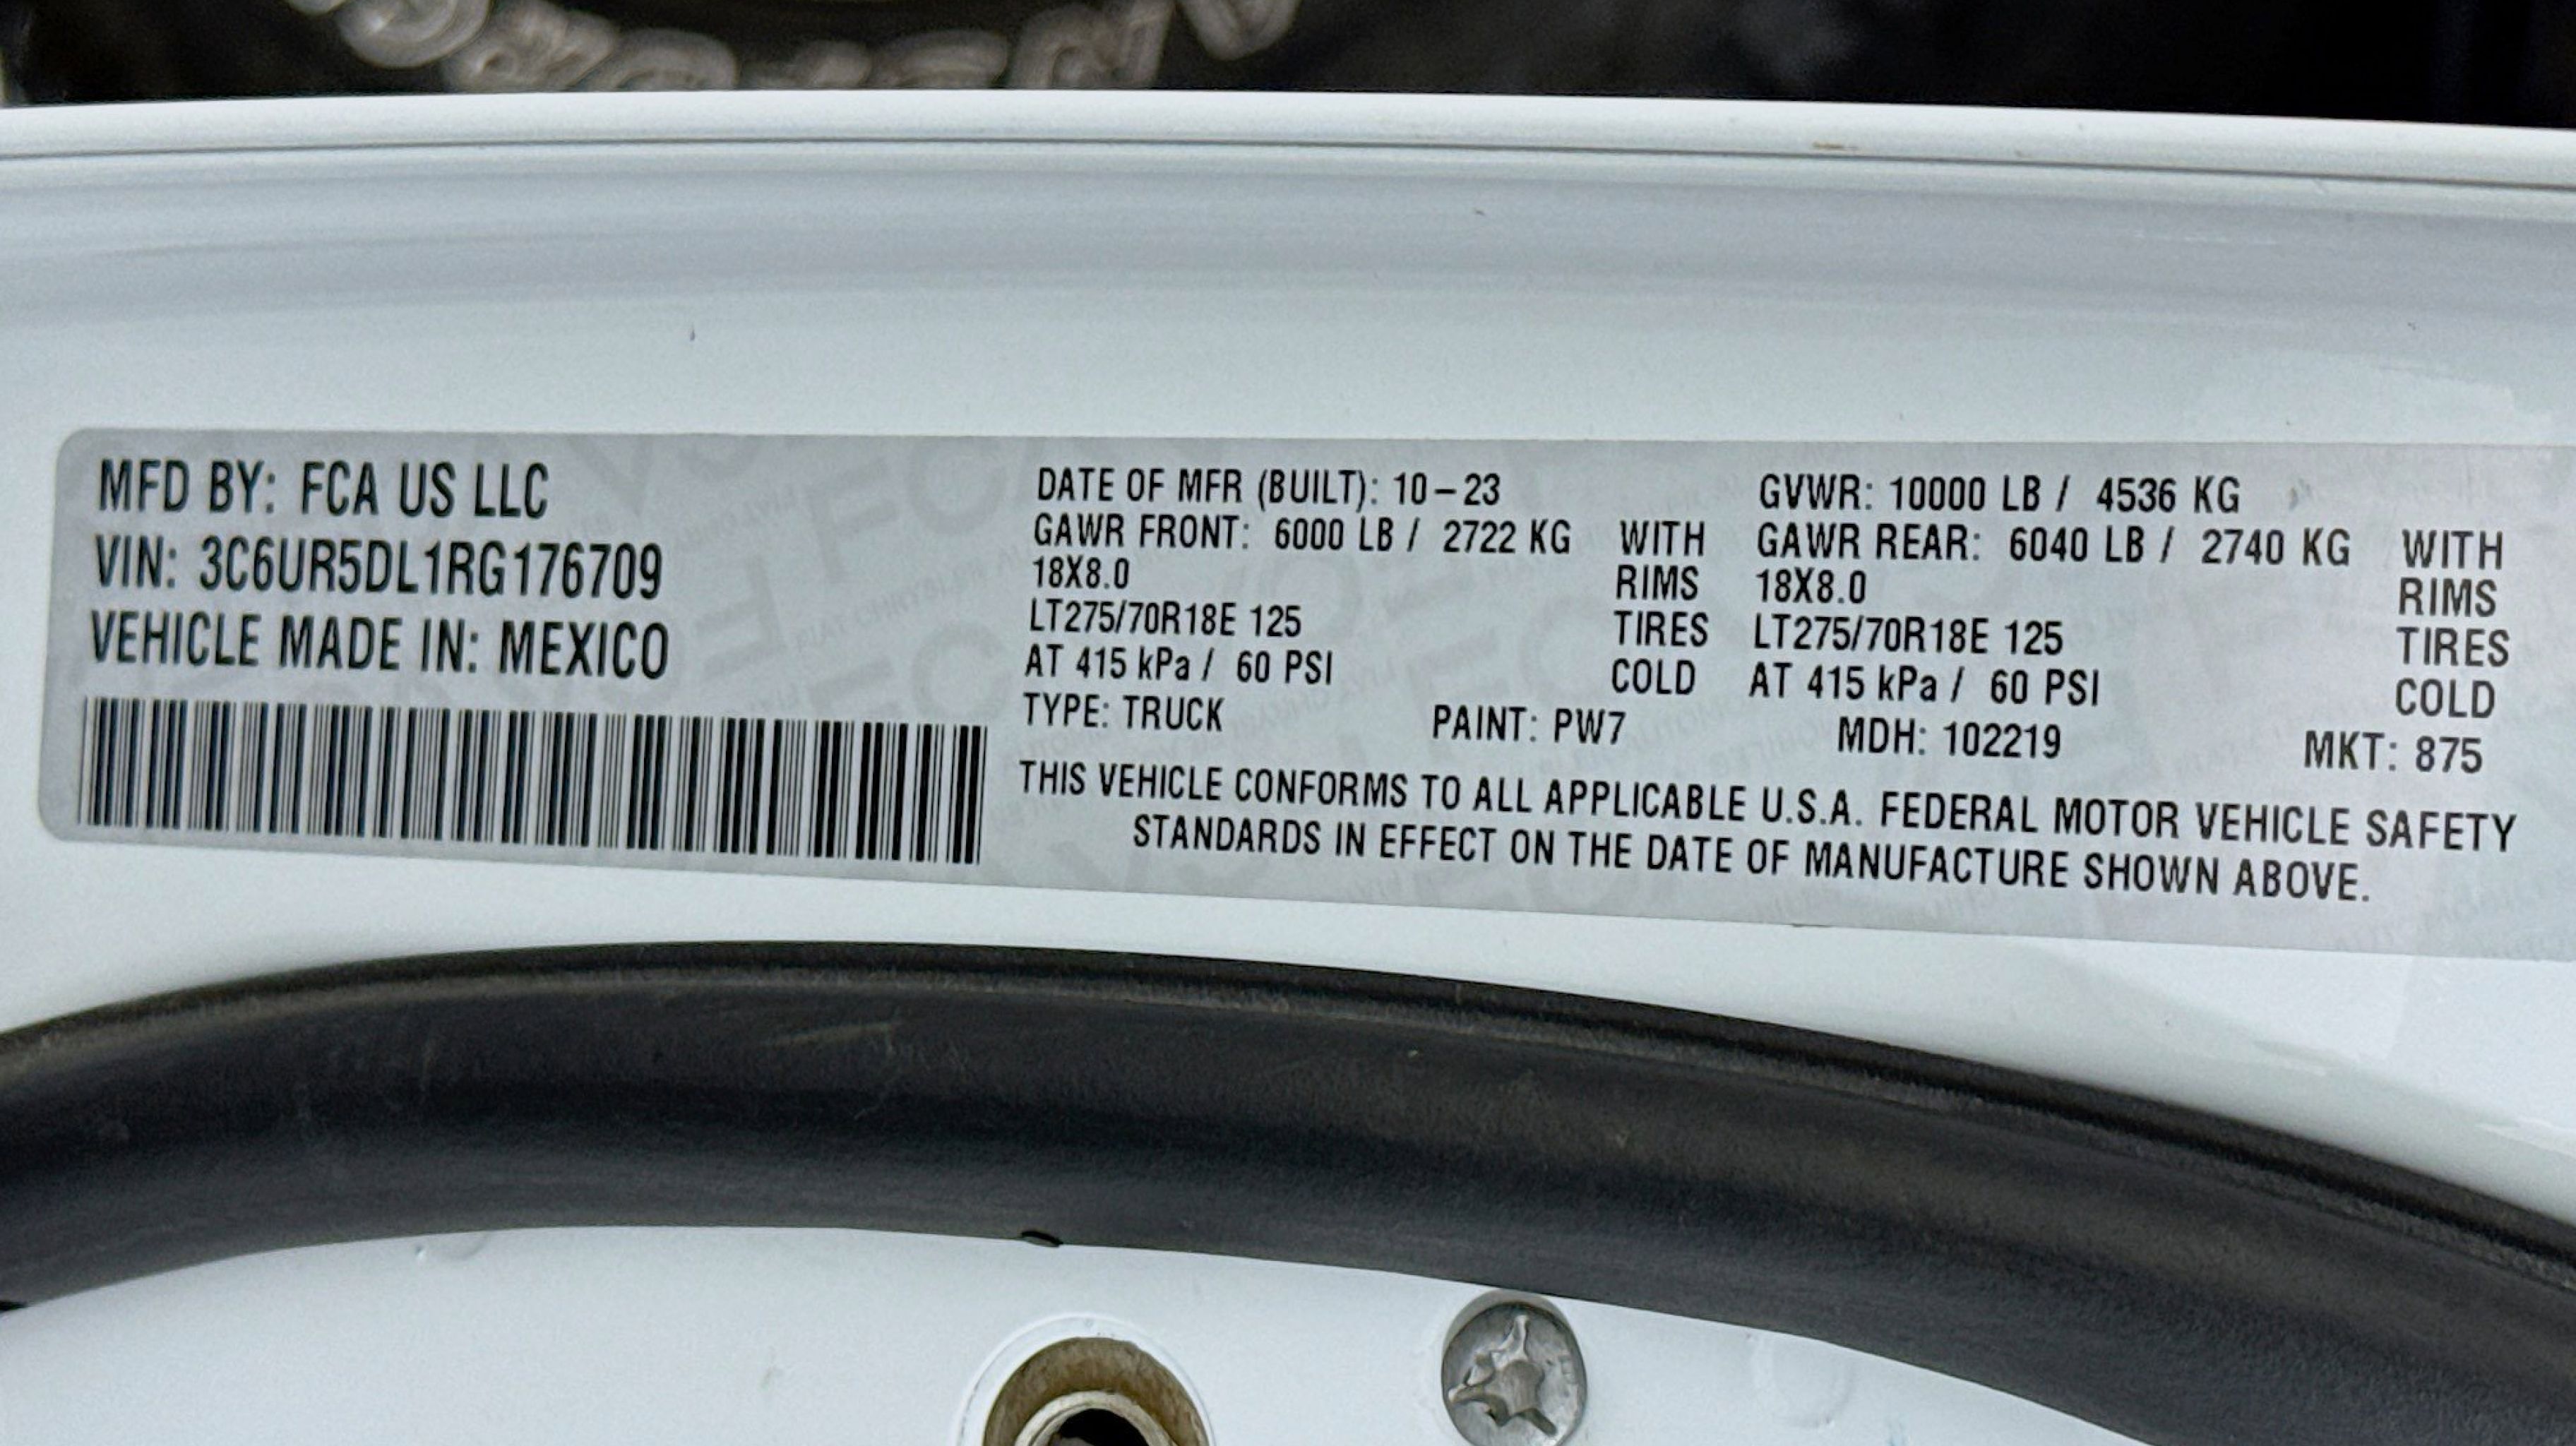 MFD BY: FCA US LLC
VIN: 3C6UR5DL1RG176709
VEHICLE MADE IN: MEXICO
DATE OF MFR (BUILT): 10-23 GVWR: 10000 LB / 4536 KG
GAWR FRONT: 6000 LB / 2722 KG WITH GAWR REAR: 6040 LB / 2740 KG WITH
18X8.0 RIMS 18X8.0 RIMS
LT275/70R18E 125 TIRES LT275/70R18E 125 TIRES
AT 415 kPa / 60 PSI COLD AT 415 kPa / 60 PSI COLD
TYPE: TRUCK PAINT: PW7 MDH: 102219 MKT: 875
THIS VEHICLE CONFORMS TO ALL APPLICABLE U.S.A. FEDERAL MOTOR VEHICLE SAFETY
STANDARDS IN EFFECT ON THE DATE OF MANUFACTURE SHOWN ABOVE.